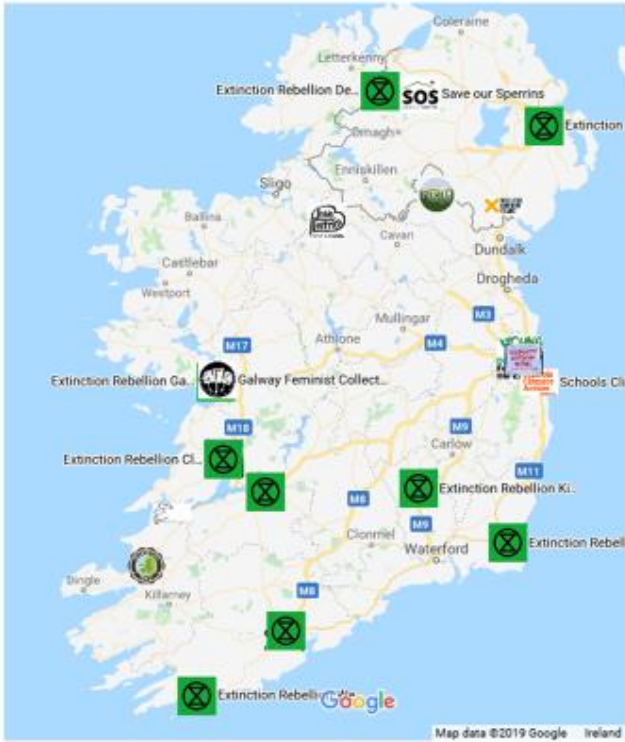 Coleraine
Letterkenny
Extinction Rebellion De...
SOS
Save our Sperrins
Omagh
Extinction
Enniskillen
Sligo
Ballina
Cavan
Dundalk
Castlebar
Westport
Drogheda
M3
Mullingar
M17
Athlone
M4
Extinction Rebellion Ga...
Galway Feminist Collect...
Schools Cli
M18
M9
Extinction Rebellion Cl...
Carlow
M11
M8
Extinction Rebellion Ki...
M9
Clonmel
Waterford
Extinction Rebell
Dingle
Killarney
M8
Extinction Rebellion We...
Google
Map data ©2019 Google Ireland